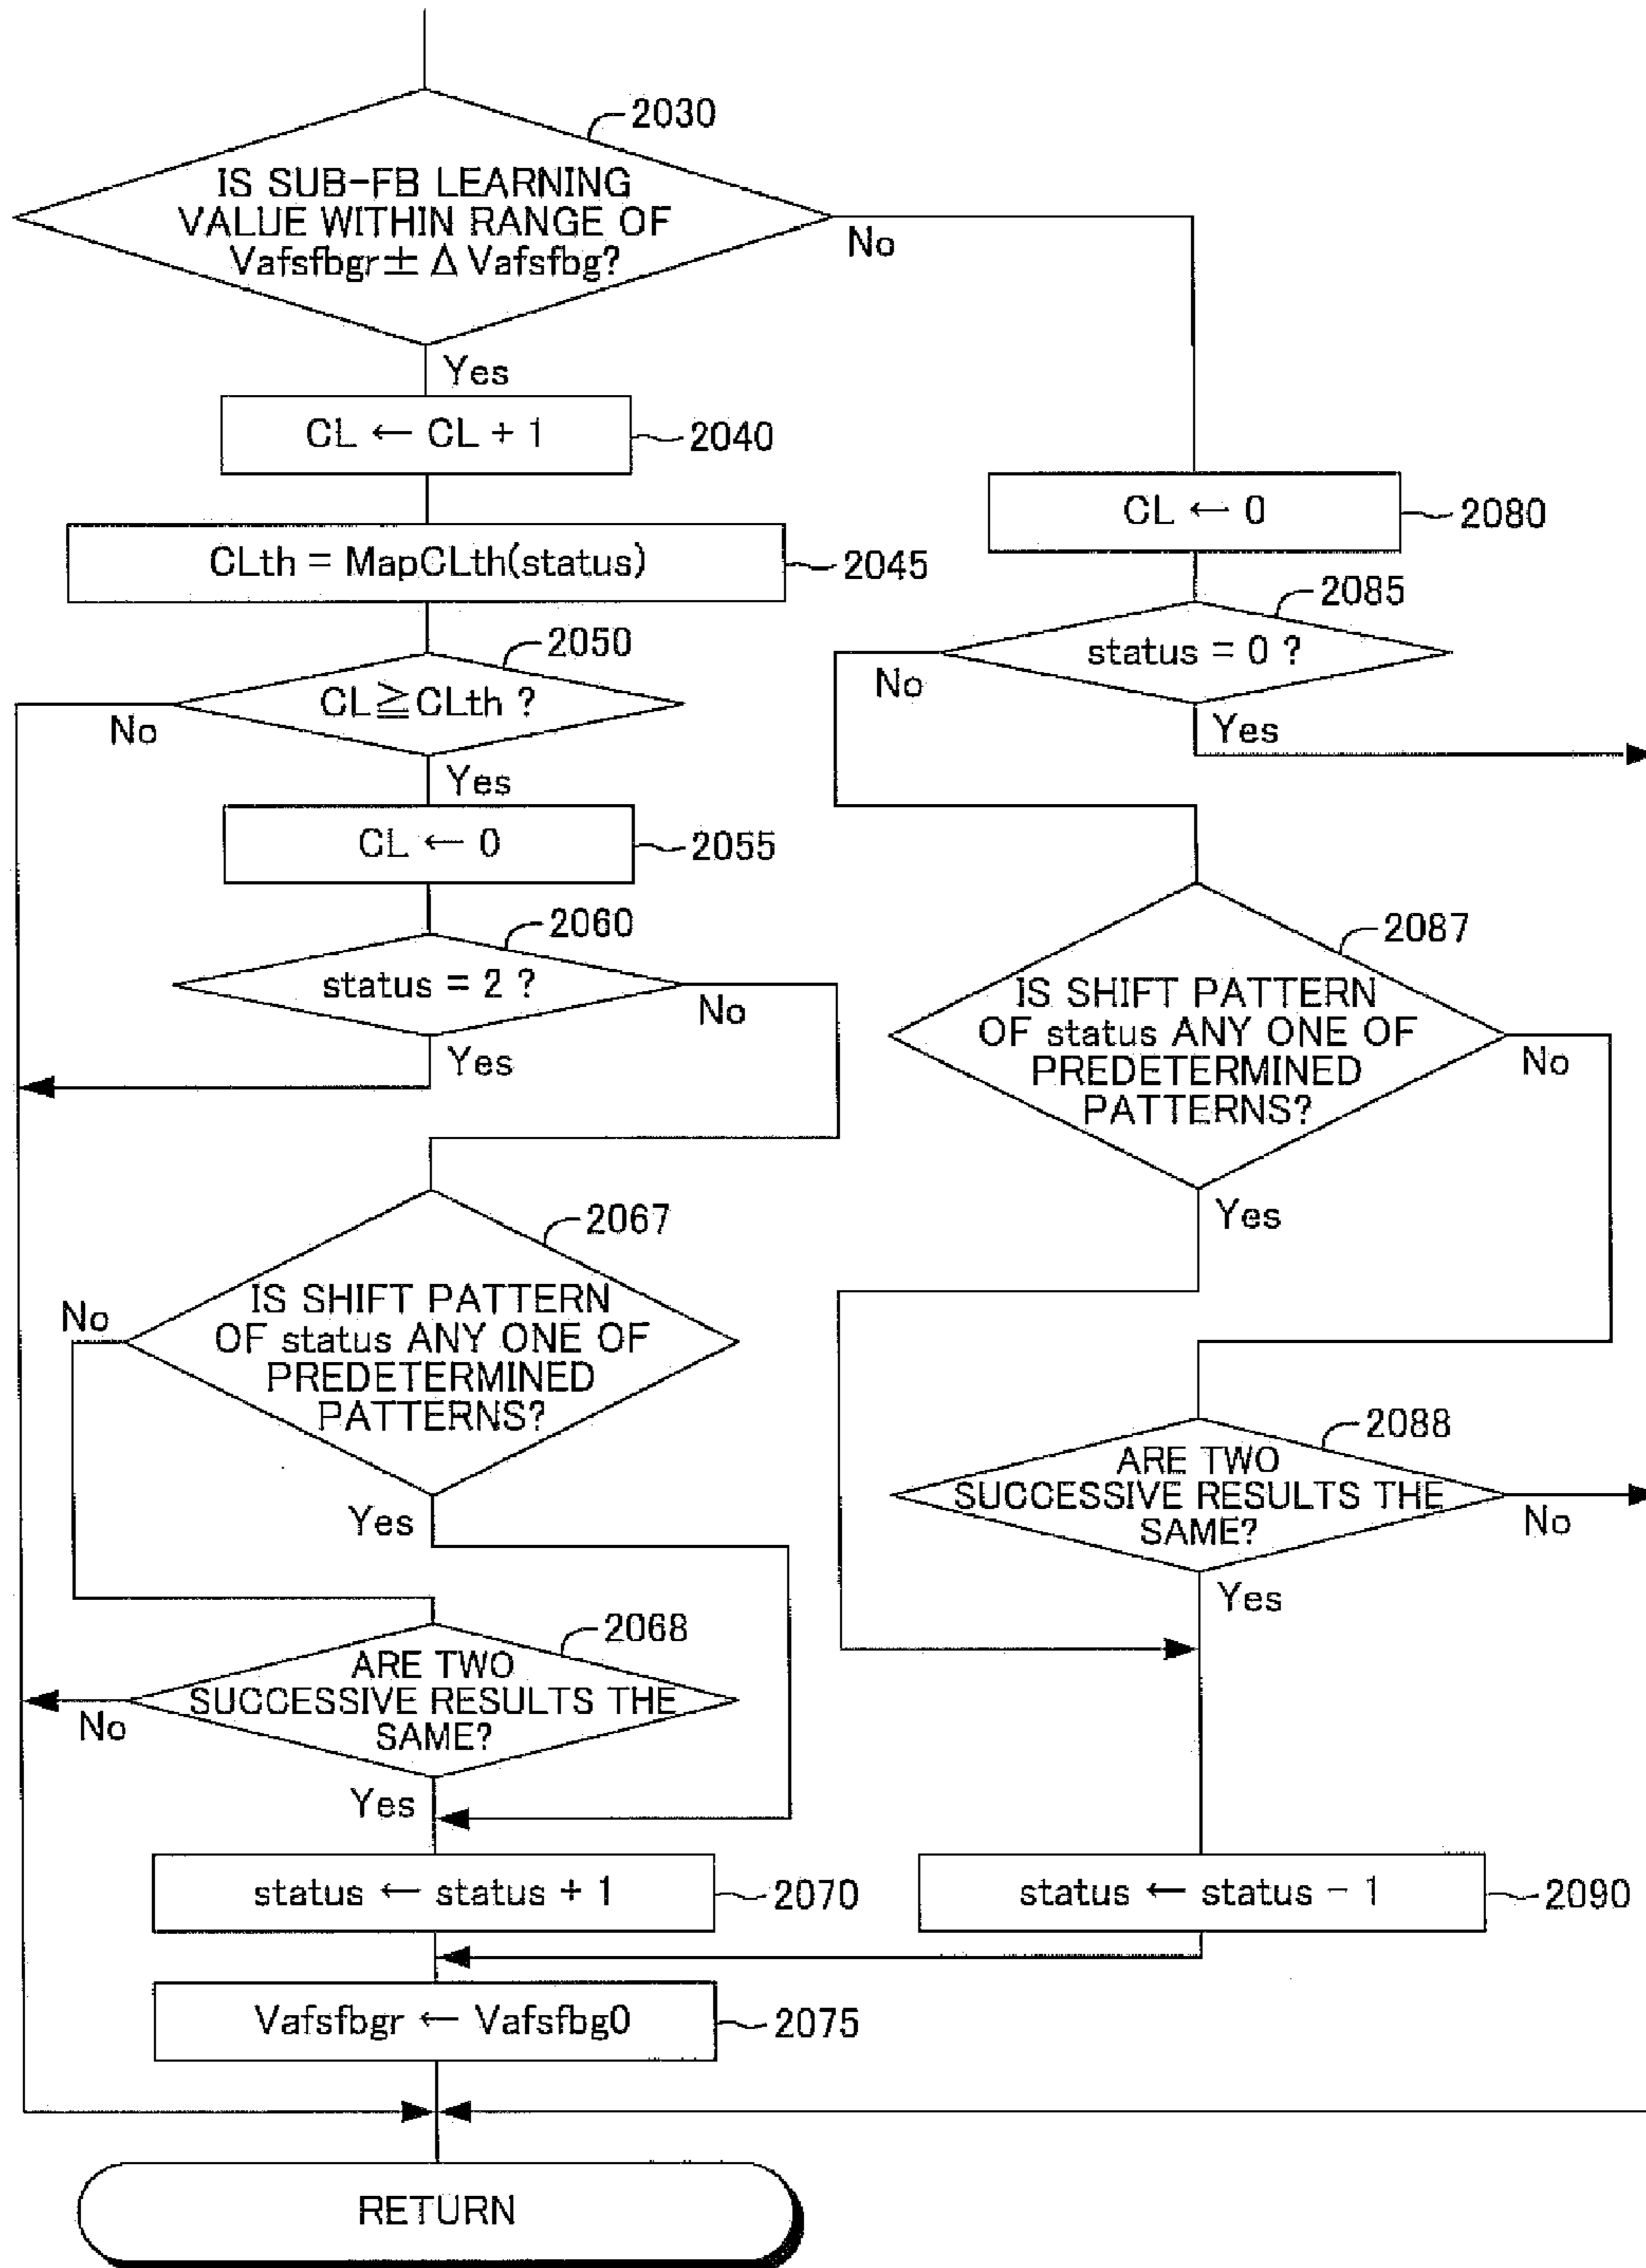 2030
IS SUB-FB LEARNING
VALUE WITHIN RANGE OF
Vafsfbgr± Δ Vafsfbg?
No
Yes
CL ← CL + 1
2040
CLth = MapCLth(status)
2045
2050
CL≧CLth ?
No
Yes
CL ← 0
2055
2060
status = 2 ?
No
Yes
2067
IS SHIFT PATTERN
OF status ANY ONE OF
PREDETERMINED
PATTERNS?
No
Yes
2068
ARE TWO
SUCCESSIVE RESULTS THE
SAME?
No
Yes
status ← status + 1
2070
Vafsfbgr ← Vafsfbg0
2075
CL ← 0
2080
2085
status = 0 ?
No
Yes
2087
IS SHIFT PATTERN
OF status ANY ONE OF
PREDETERMINED
PATTERNS?
No
Yes
2088
ARE TWO
SUCCESSIVE RESULTS THE
SAME?
No
Yes
status ← status − 1
2090
RETURN